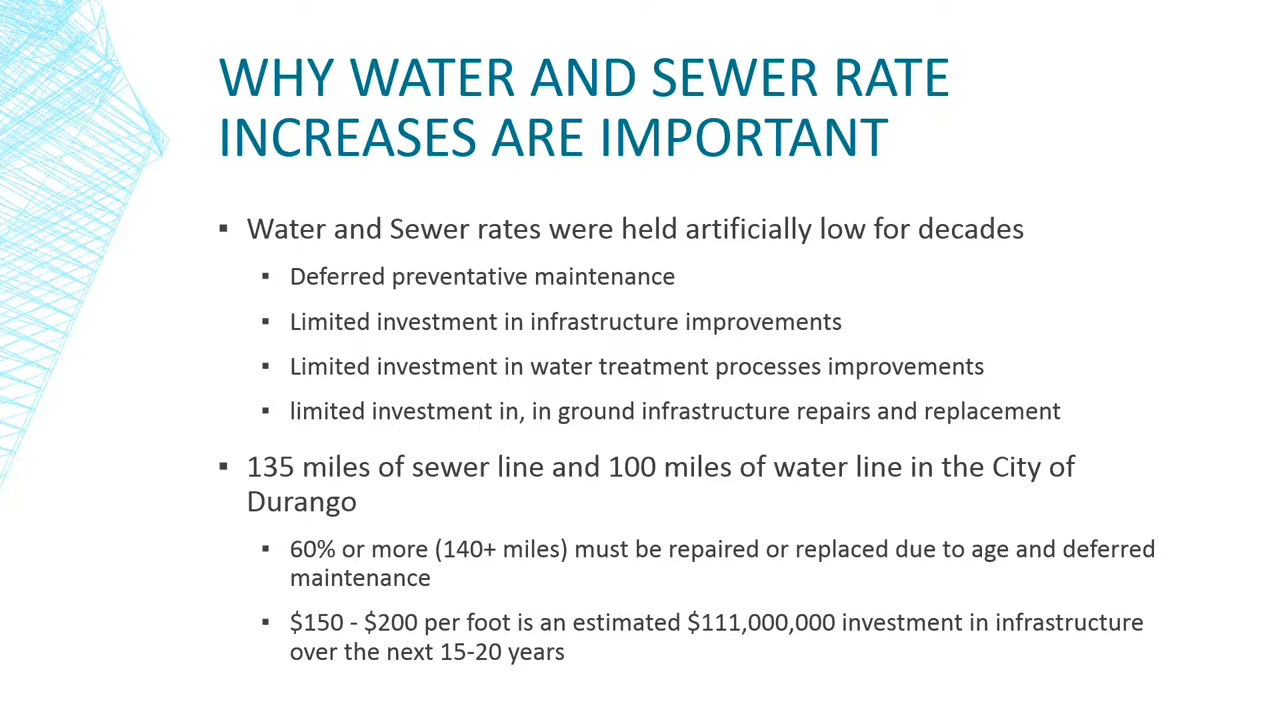 WHY WATER AND SEWER RATE
INCREASES ARE IMPORTANT
▪ Water and Sewer rates were held artificially low for decades
▪ Deferred preventative maintenance
▪ Limited investment in infrastructure improvements
▪ Limited investment in water treatment processes improvements
▪ limited investment in, in ground infrastructure repairs and replacement
▪ 135 miles of sewer line and 100 miles of water line in the City of
Durango
▪ 60% or more (140+ miles) must be repaired or replaced due to age and deferred
maintenance
▪ $150 - $200 per foot is an estimated $111,000,000 investment in infrastructure
over the next 15-20 years